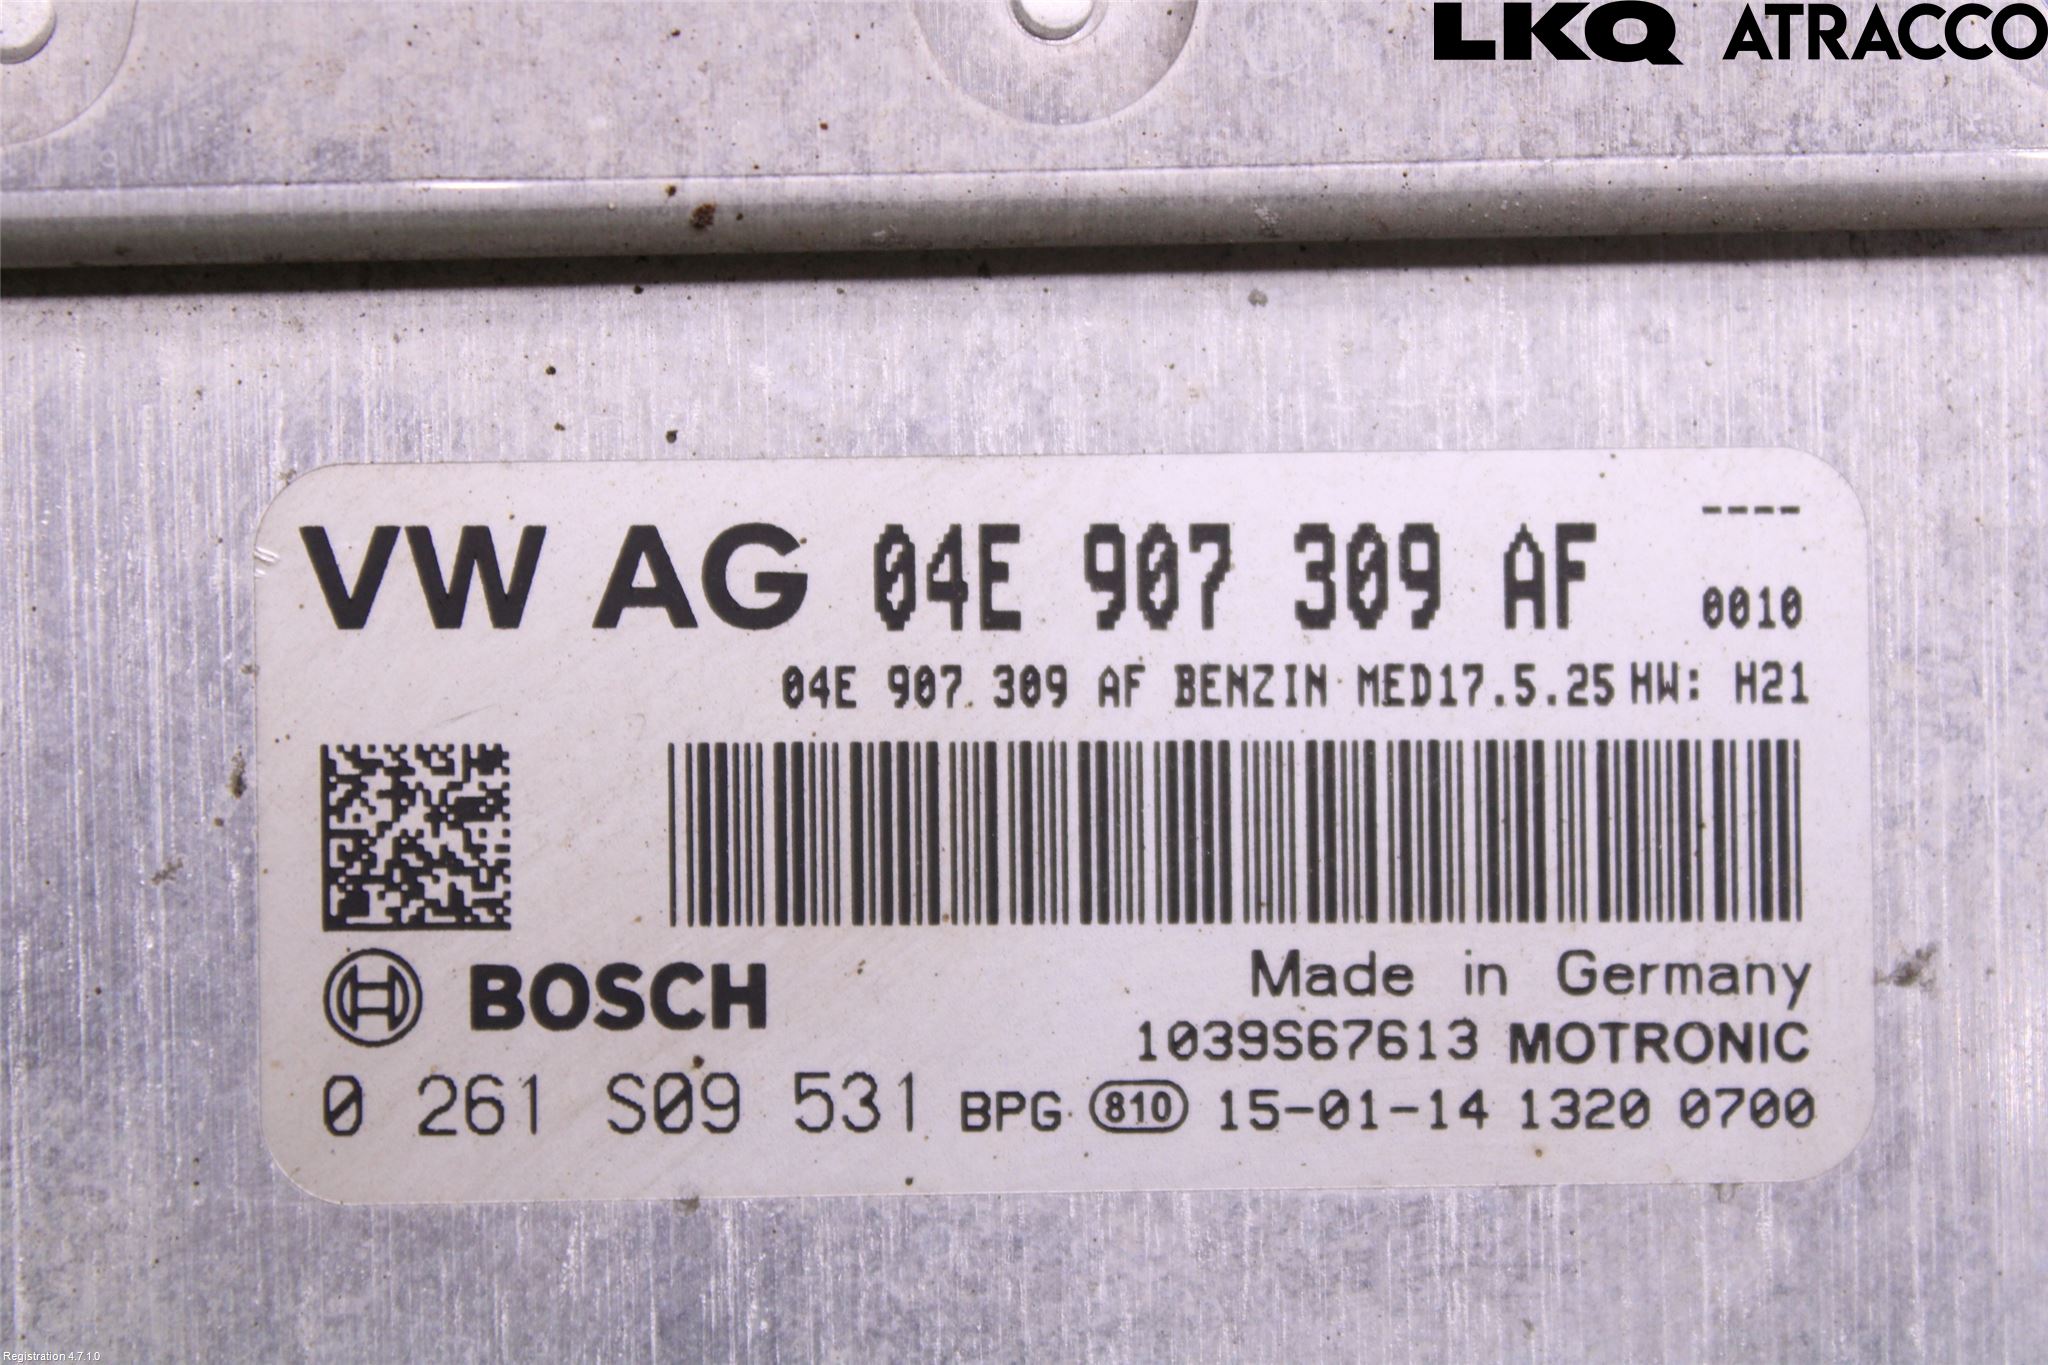 LKQ ATRACCO
----
VW AG 04E 907 309 AF 0010
04E 907 309 AF BENZIN MED17.5.25 HW: H21
BOSCH
Made in Germany
1039S67613 MOTRONIC
0 261 S09 531 BPG 810 15-01-14 1320 0700
Registration 4.7.1.0